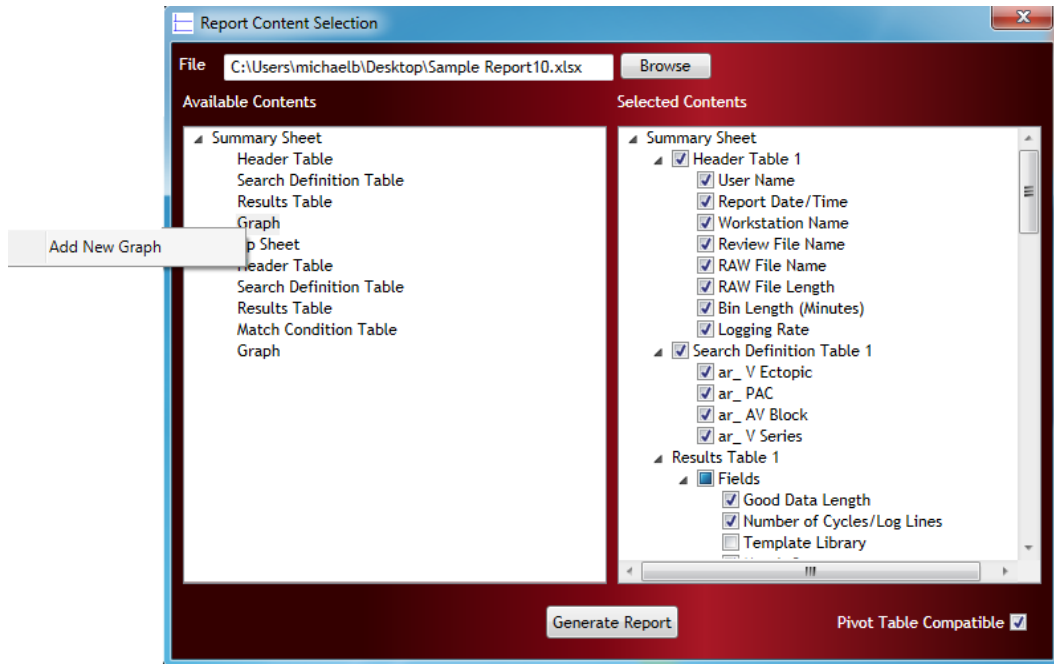 Report Content Selection
File C:\Users\michaelb\Desktop\Sample Report10.xlsx Browse
Available Contents
Summary Sheet
Header Table
Search Definition Table
Results Table
Graph
Add New Graph
p Sheet
Header Table
Search Definition Table
Results Table
Match Condition Table
Graph
Selected Contents
Summary Sheet
Header Table 1
User Name
Report Date/Time
Workstation Name
Review File Name
RAW File Name
RAW File Length
Bin Length (Minutes)
Logging Rate
Search Definition Table 1
ar_ V Ectopic
ar_ PAC
ar_ AV Block
ar_ V Series
Results Table 1
Fields
Good Data Length
Number of Cycles/Log Lines
Template Library
Generate Report
Pivot Table Compatible